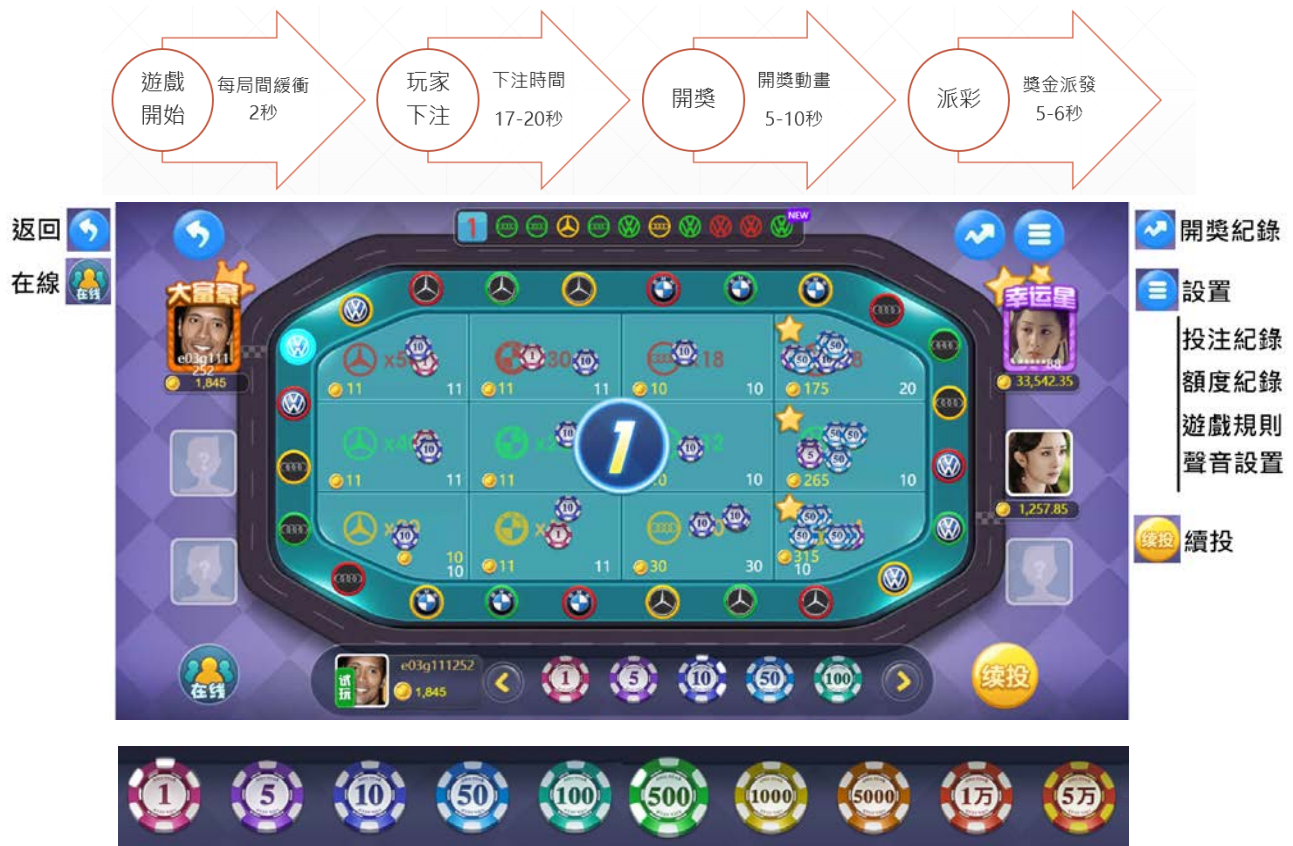 遊戲
開始
每局間緩衝
2秒
玩家
下注
下注時間
17-20秒
開獎
開獎動畫
5-10秒
派彩
獎金派發
5-6秒
返回
在線
在线
1
NEW
開獎紀錄
設置
投注紀錄
額度紀錄
遊戲規則
聲音設置
续投
續投
大富豪
e03g111
252
1,845
幸运星
33,542.35
1,257.85
11 11
11 11
10 10
175 20
11 11
11
10
265 10
10
10
11 11
30 30
315
10
1
在线
试玩
e03g111252
1,845
1 5 10 50 100
续投
1 5 10 50 100 500 1000 5000 1万 5万